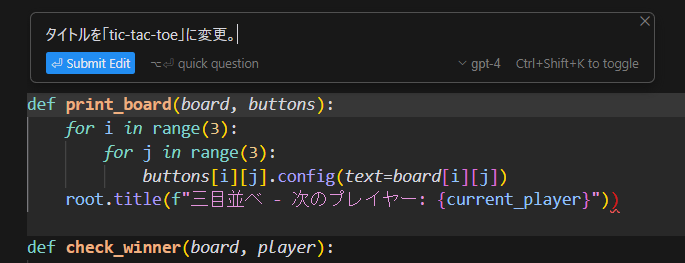 タイトルを「tic-tac-toe」に変更。
Submit Edit quick question gpt-4 Ctrl+Shift+K to toggle
def print_board(board, buttons):
    for i in range(3):
        for j in range(3):
            buttons[i][j].config(text=board[i][j])
    root.title(f"三目並べ - 次のプレイヤー: {current_player}"))
def check_winner(board, player):